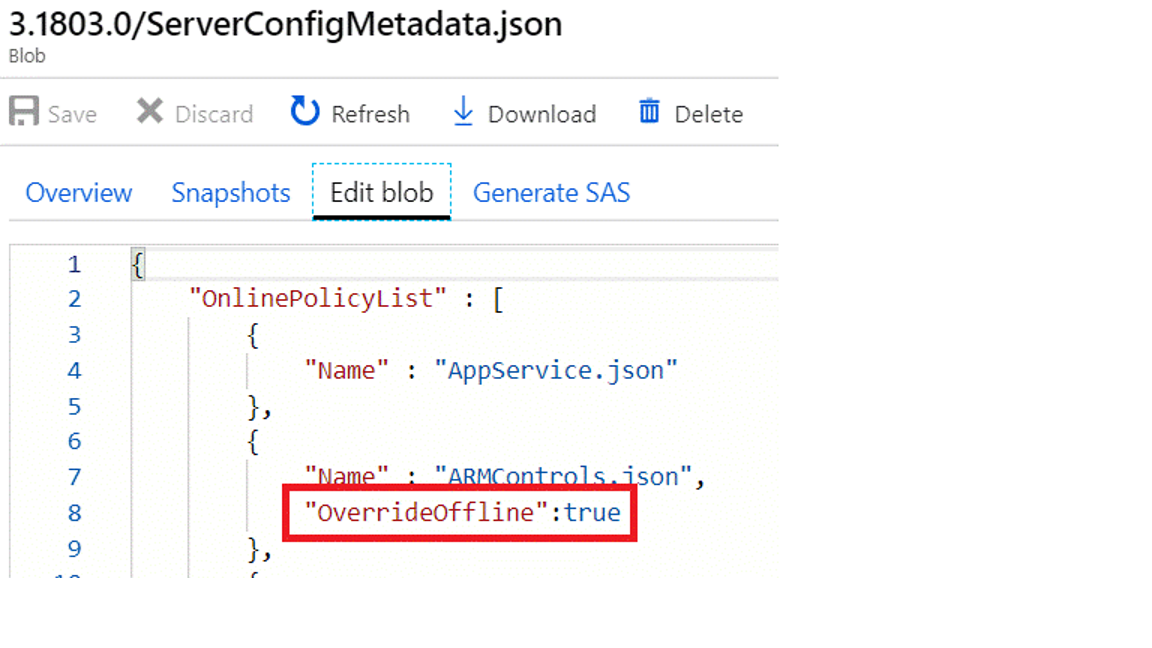 3.1803.0/ServerConfigMetadata.json
Blob
Save Discard Refresh Download Delete
Overview Snapshots Edit blob Generate SAS
1 {
2 "OnlinePolicyList" : [
3 {
4 "Name" : "AppService.json"
5 },
6 {
7 "Name" : "ARMControls.json",
8 "OverrideOffline":true
9 },
10 {